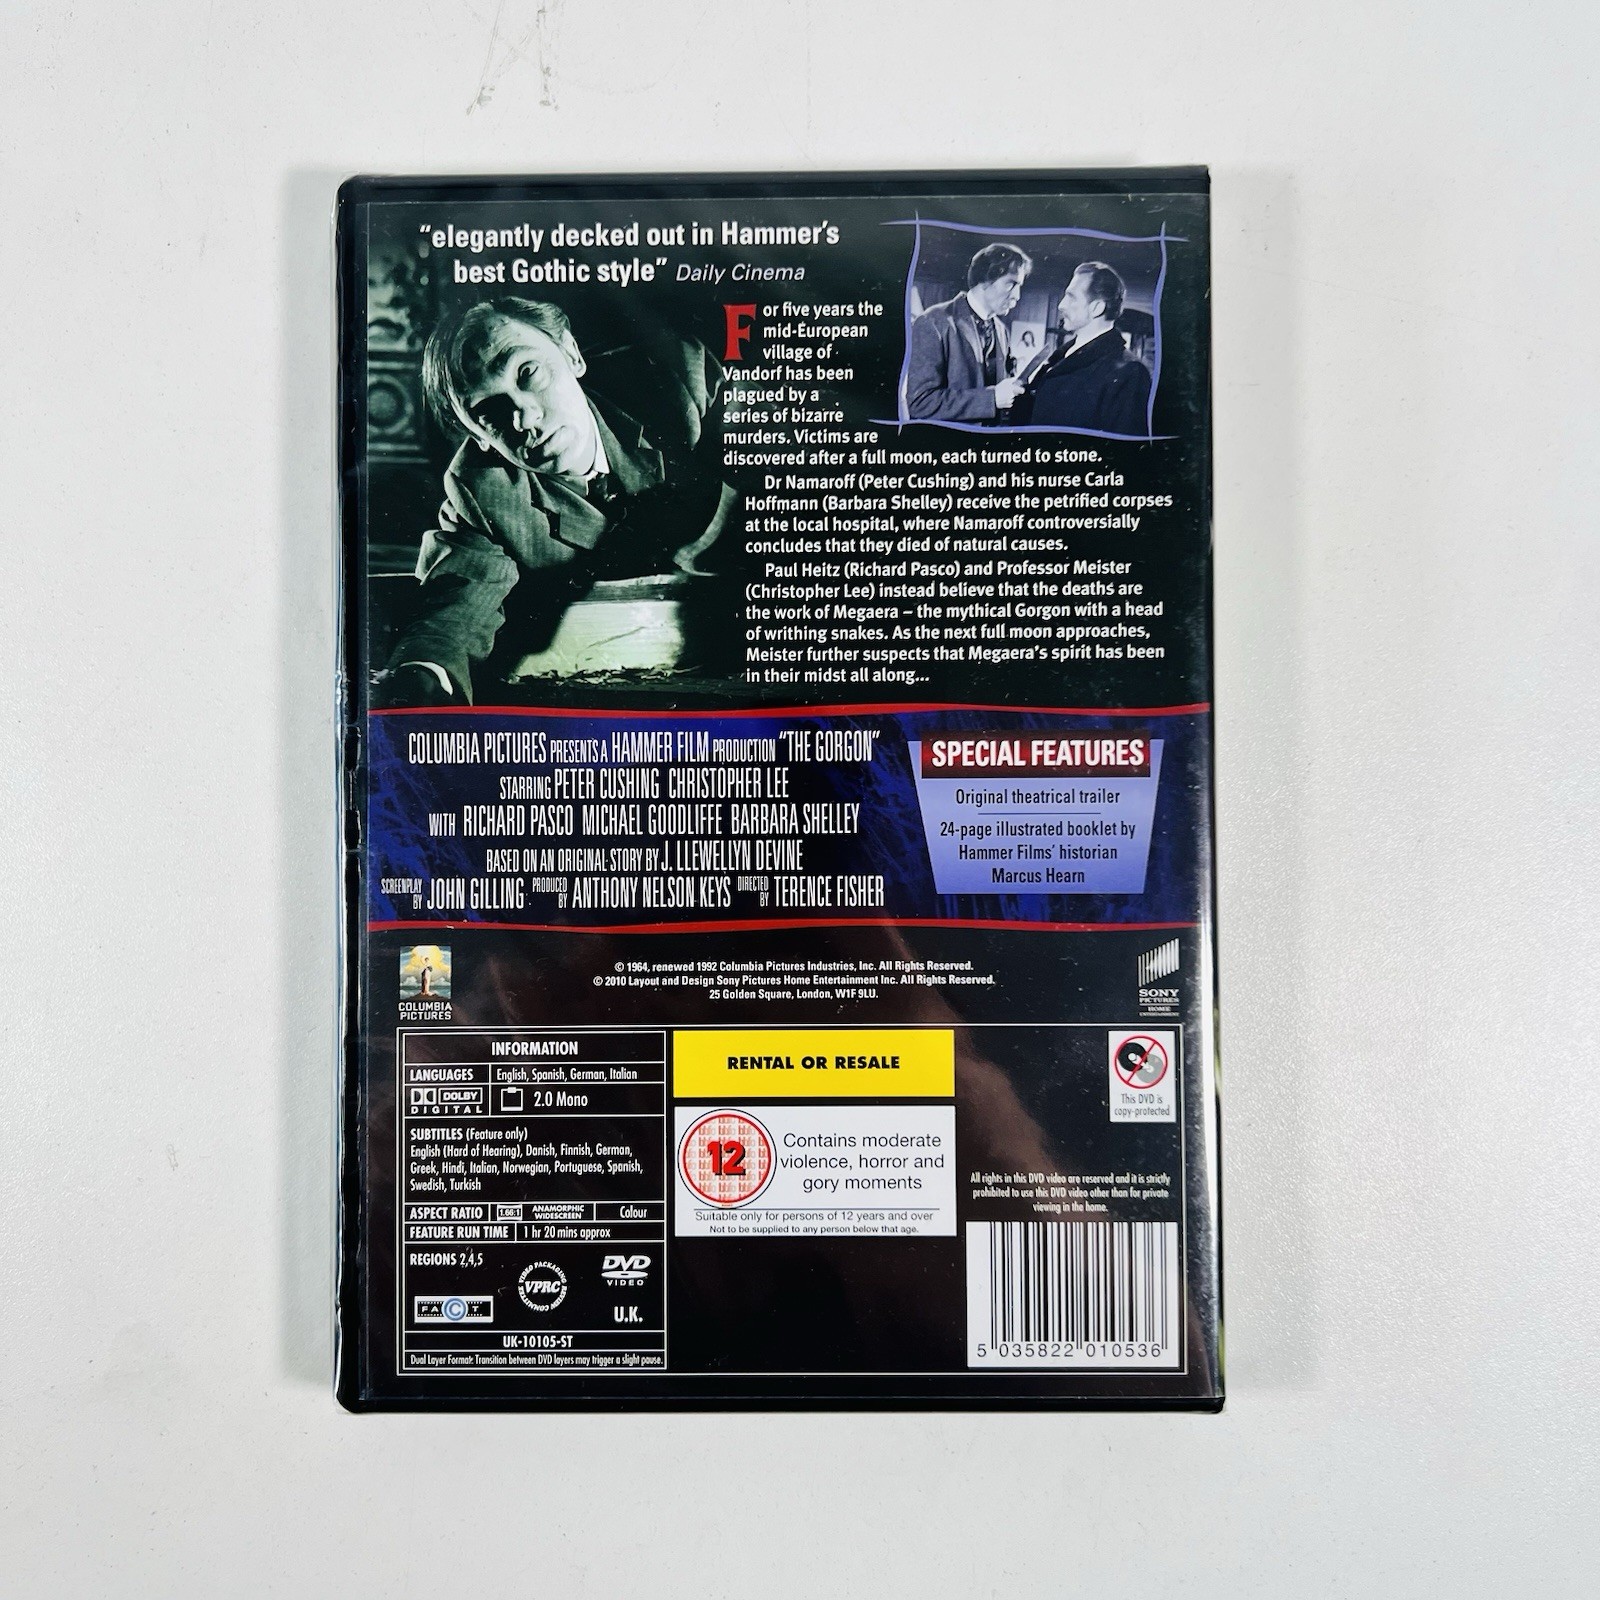 "elegantly decked out in Hammer's
best Gothic style" Daily Cinema
For five years the
mid-European
village of
Vandorf has been
plagued by a
series of bizarre
murders. Victims are
discovered after a full moon, each turned to stone.
Dr Namaroff (Peter Cushing) and his nurse Carla
Hoffmann (Barbara Shelley) receive the petrified corpses
at the local hospital, where Namaroff controversially
concludes that they died of natural causes.
Paul Heitz (Richard Pasco) and Professor Meister
(Christopher Lee) instead believe that the deaths are
the work of Megaera – the mythical Gorgon with a head
of writhing snakes. As the next full moon approaches,
Meister further suspects that Megaera's spirit has been
in their midst all along...
COLUMBIA PICTURES PRESENTS A HAMMER FILM PRODUCTION "THE GORGON"
STARRING PETER CUSHING CHRISTOPHER LEE
WITH RICHARD PASCO MICHAEL GOODLIFFE BARBARA SHELLEY
BASED ON AN ORIGINAL STORY BY J. LLEWELLYN DEVINE
SCREENPLAY BY JOHN GILLING PRODUCED BY ANTHONY NELSON KEYS DIRECTED BY TERENCE FISHER
SPECIAL FEATURES
Original theatrical trailer
24-page illustrated booklet by
Hammer Films' historian
Marcus Hearn
COLUMBIA
PICTURES
© 1964, renewed 1992 Columbia Pictures Industries, Inc. All Rights Reserved.
© 2010 Layout and Design Sony Pictures Home Entertainment Inc. All Rights Reserved.
25 Golden Square, London, W1F 9LU.
SONY
PICTURES
HOME
ENTERTAINMENT
INFORMATION
LANGUAGES English, Spanish, German, Italian
DOLBY
DIGITAL 2.0 Mono
SUBTITLES (Feature only)
English (Hard of Hearing), Danish, Finnish, German,
Greek, Hindi, Italian, Norwegian, Portuguese, Spanish,
Swedish, Turkish
ASPECT RATIO 1.66:1 ANAMORPHIC WIDESCREEN Colour
FEATURE RUN TIME 1 hr 20 mins approx
REGIONS 2,4,5
FACT
VIDEO PACKAGING REVIEW COMMITTEE VPRC
DVD
VIDEO
U.K.
UK-10105-ST
Dual Layer Format: Transition between DVD layers may trigger a slight pause.
RENTAL OR RESALE
12
Contains moderate
violence, horror and
gory moments
Suitable only for persons of 12 years and over
Not to be supplied to any person below that age.
This DVD is
copy-protected
All rights in this DVD video are reserved and it is strictly
prohibited to use this DVD video other than for private
viewing in the home.
5 035822 010536